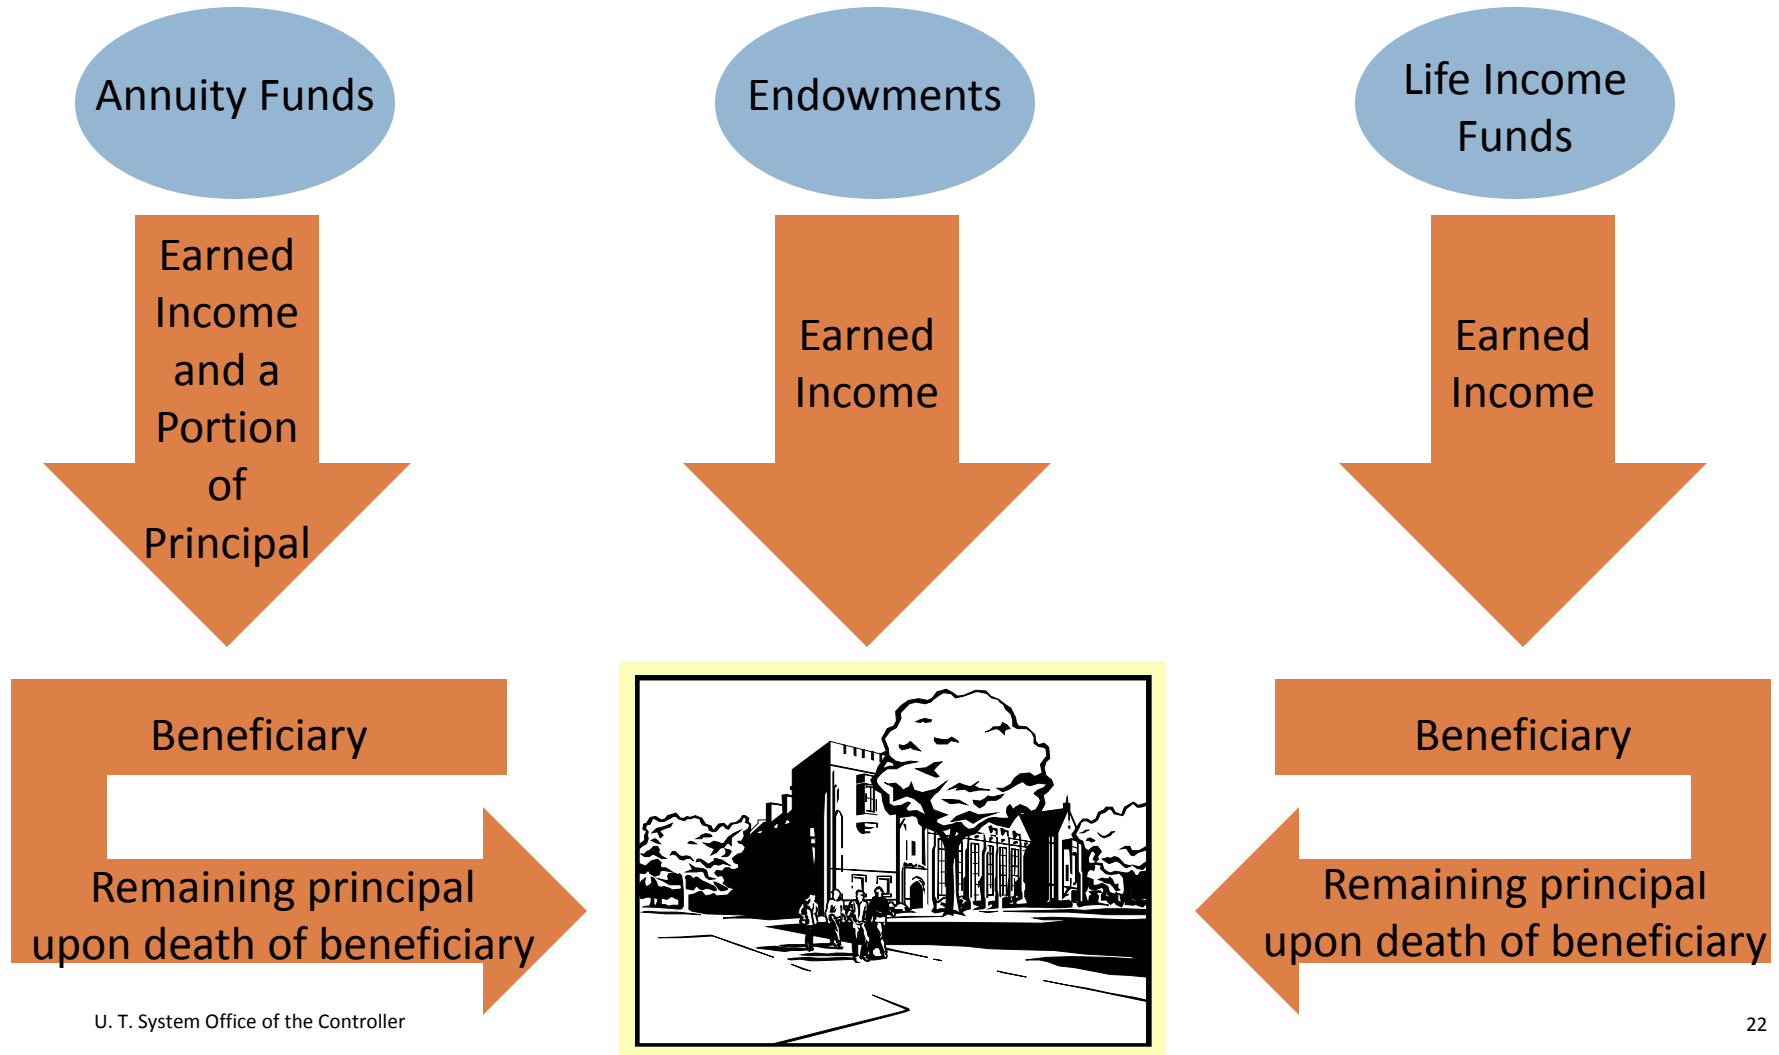 Annuity Funds
Endowments
Life Income
Funds
Earned
Income
and a
Portion
of
Principal
Earned
Income
Earned
Income
Beneficiary
Remaining principal
upon death of beneficiary
Beneficiary
Remaining principal
upon death of beneficiary
U. T. System Office of the Controller
22